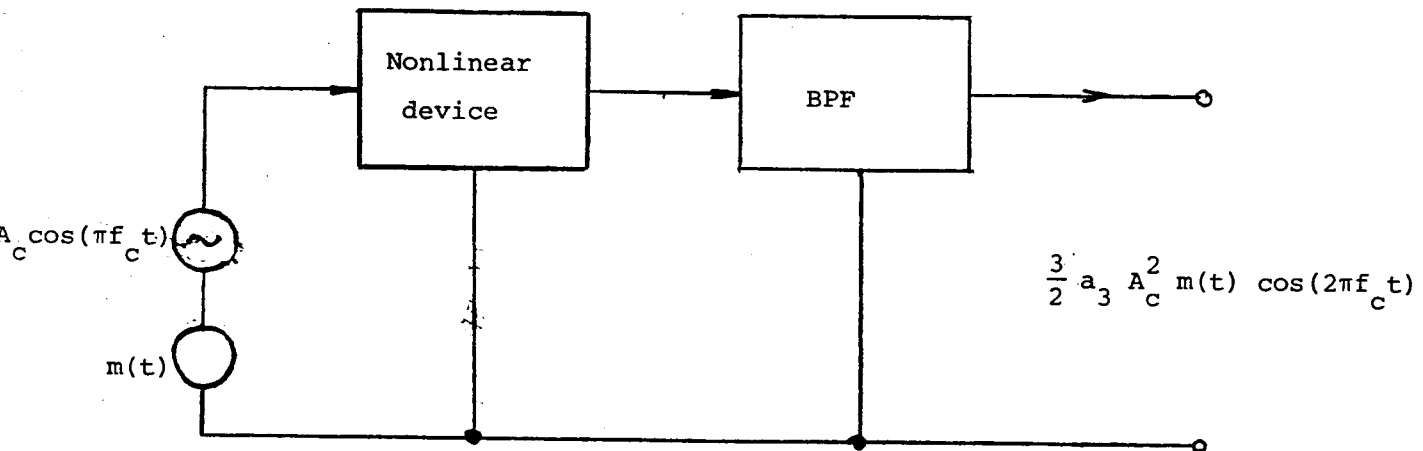 Nonlinear
device
BPF
A_c cos(πf_c t)
m(t)
3/2 a_3 A_c^2 m(t) cos(2πf_c t)